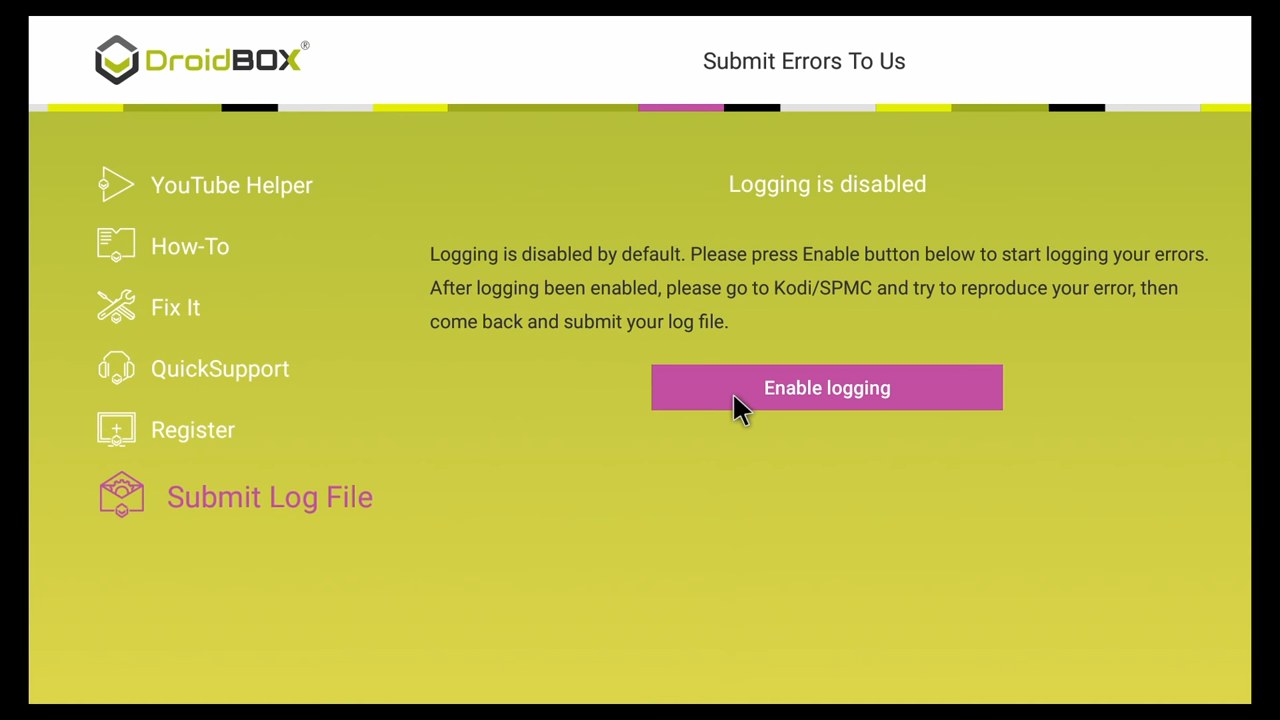 DroidBOX®
Submit Errors To Us
YouTube Helper
How-To
Fix It
QuickSupport
Register
Submit Log File
Logging is disabled
Logging is disabled by default. Please press Enable button below to start logging your errors.
After logging been enabled, please go to Kodi/SPMC and try to reproduce your error, then
come back and submit your log file.
Enable logging